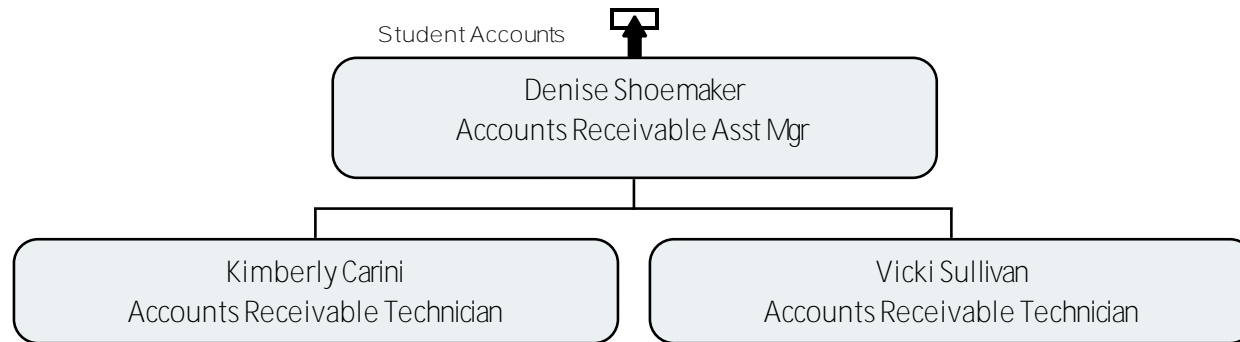 Student Accounts
Denise Shoemaker
Accounts Receivable Asst Mgr
Kimberly Carini
Accounts Receivable Technician
Vicki Sullivan
Accounts Receivable Technician